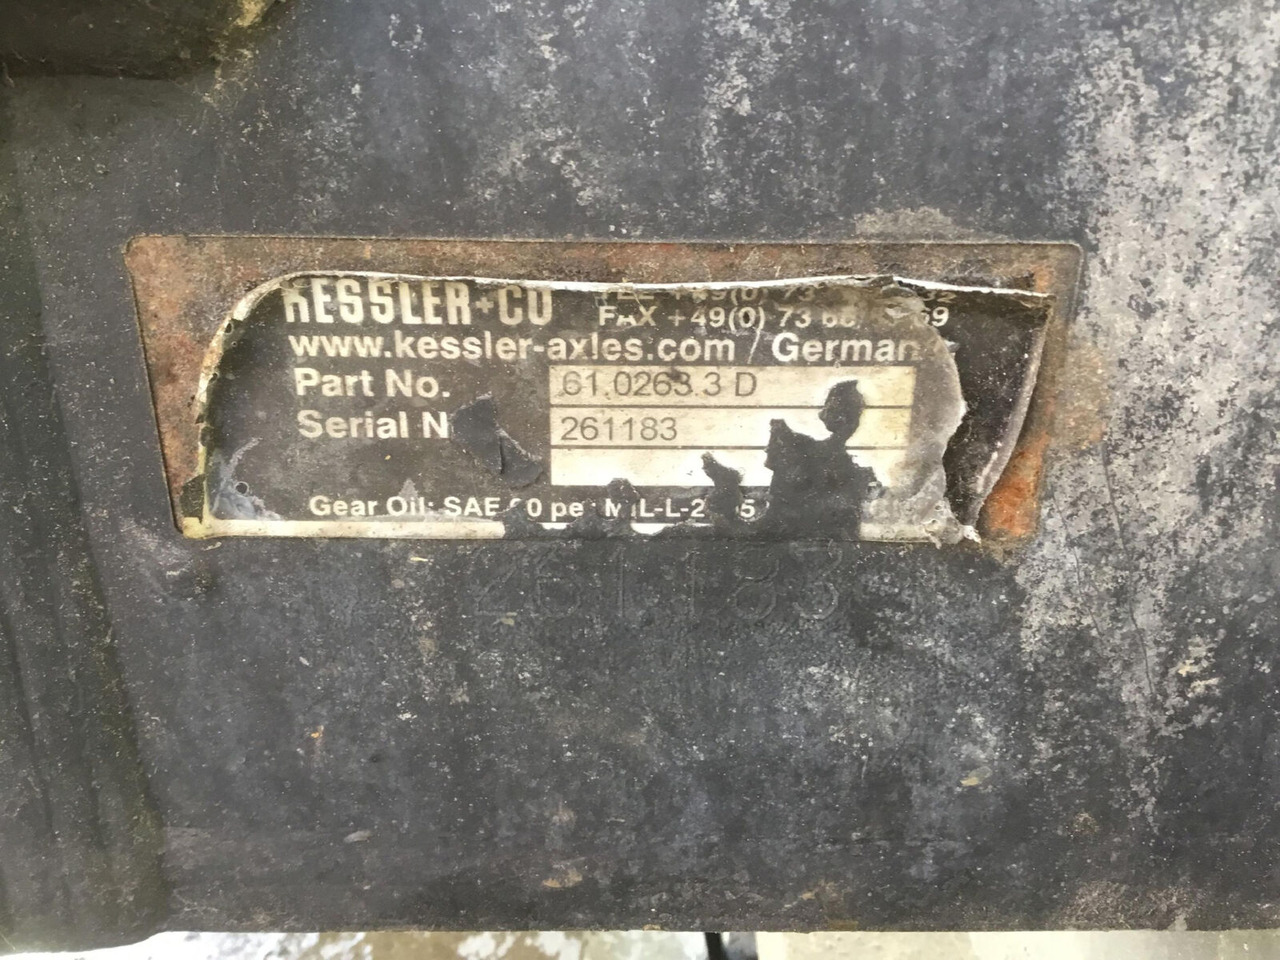 KESSLER+CO
FAX +49(0) 73
www.kessler-axles.com / German
Part No. 61.0263.3 D
Serial N 261183
Gear Oil: SAE
261183